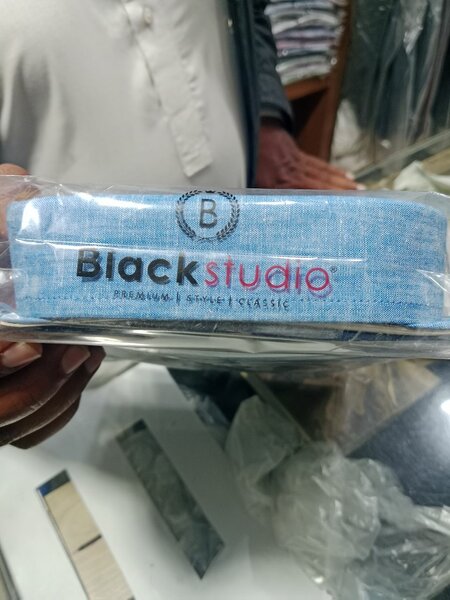 B
Blackstudio®
PREMIUM | STYLE | CLASSIC